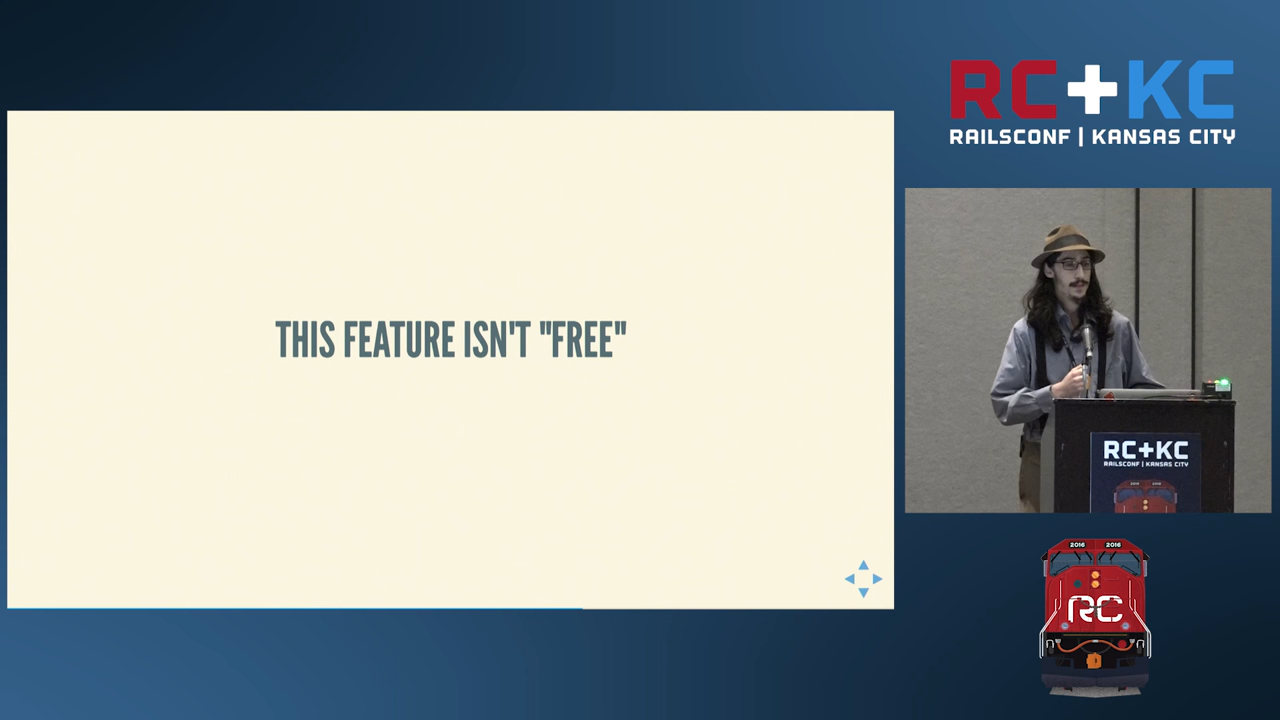 THIS FEATURE ISN'T "FREE"
RC+KC
RAILSCONF | KANSAS CITY
RC+KC
RAILSCONF | KANSAS CITY
2016 2016
RC